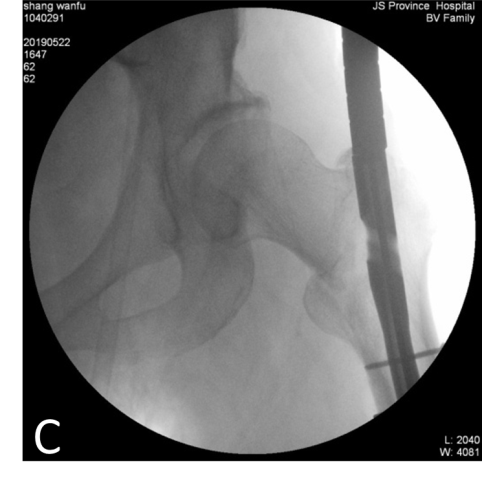 shang wanfu
1040291
20190522
1647
62
62
JS Province Hospital
BV Family
C
L: 2040
W: 4081